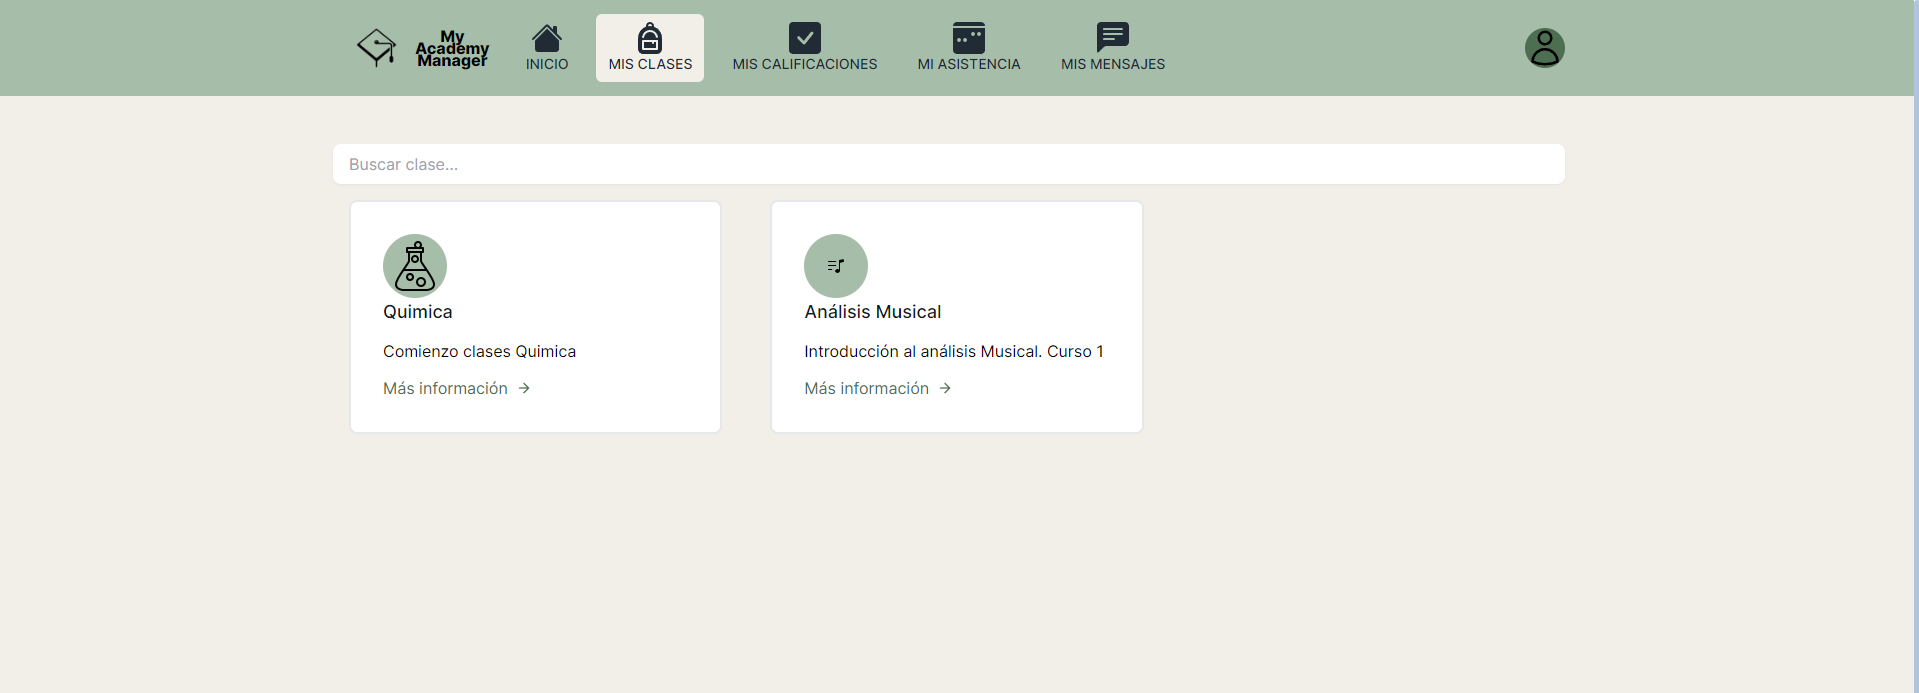 My
Academy
Manager
INICIO
MIS CLASES
MIS CALIFICACIONES
MI ASISTENCIA
MIS MENSAJES
Buscar clase...
Quimica
Comienzo clases Quimica
Más información →
Análisis Musical
Introducción al análisis Musical. Curso 1
Más información →